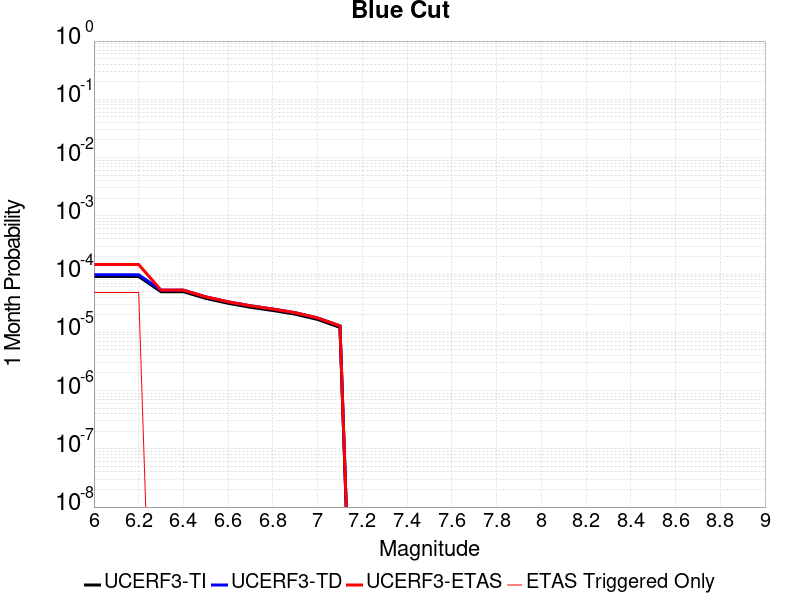 Blue Cut
10^0
10^-1
10^-2
10^-3
10^-4
10^-5
10^-6
10^-7
10^-8
1 Month Probability
6 6.2 6.4 6.6 6.8 7 7.2 7.4 7.6 7.8 8 8.2 8.4 8.6 8.8 9
Magnitude
UCERF3-TI UCERF3-TD UCERF3-ETAS ETAS Triggered Only